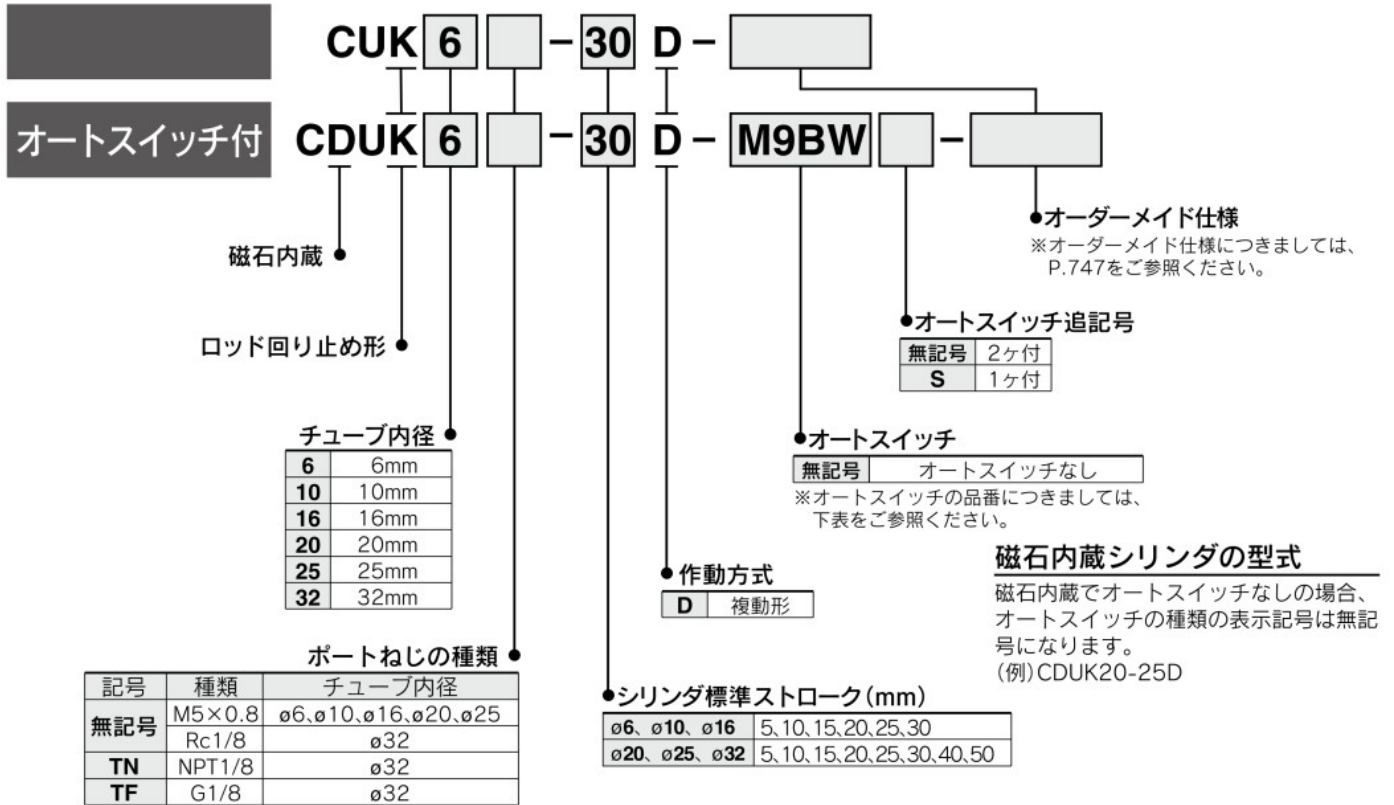 CUK 6 - 30 D -
オートスイッチ付 CDUK 6 - 30 D - M9BW -
磁石内蔵
ロッド回り止め形
オーダーメイド仕様
※オーダーメイド仕様につきましては、
P.747をご参照ください。
オートスイッチ追記号
無記号 2ヶ付
S 1ヶ付
チューブ内径
6 6mm
10 10mm
16 16mm
20 20mm
25 25mm
32 32mm
オートスイッチ
無記号 オートスイッチなし
※オートスイッチの品番につきましては、
下表をご参照ください。
作動方式
D 複動形
磁石内蔵シリンダの型式
磁石内蔵でオートスイッチなしの場合、
オートスイッチの種類の表示記号は無記
号になります。
(例)CDUK20-25D
ポートねじの種類
記号 種類 チューブ内径
無記号 M5×0.8 ø6、ø10、ø16、ø20、ø25
Rc1/8 ø32
TN NPT1/8 ø32
TF G1/8 ø32
シリンダ標準ストローク(mm)
ø6、ø10、ø16 5、10、15、20、25、30
ø20、ø25、ø32 5、10、15、20、25、30、40、50